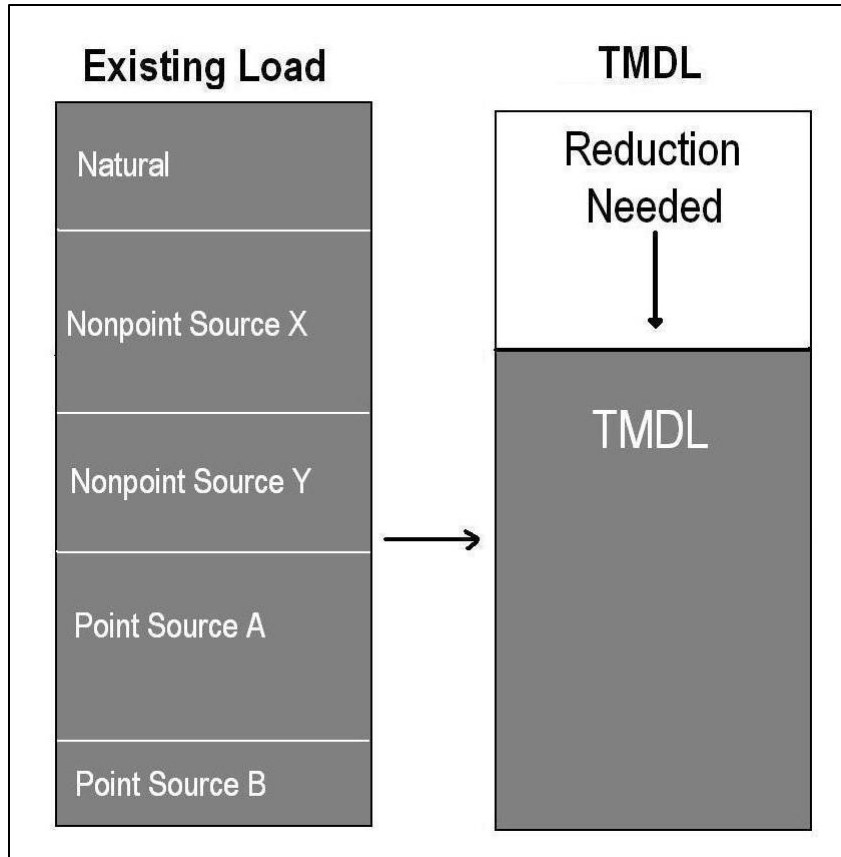 Existing Load
Natural
Nonpoint Source X
Nonpoint Source Y
Point Source A
Point Source B
TMDL
Reduction
Needed
TMDL